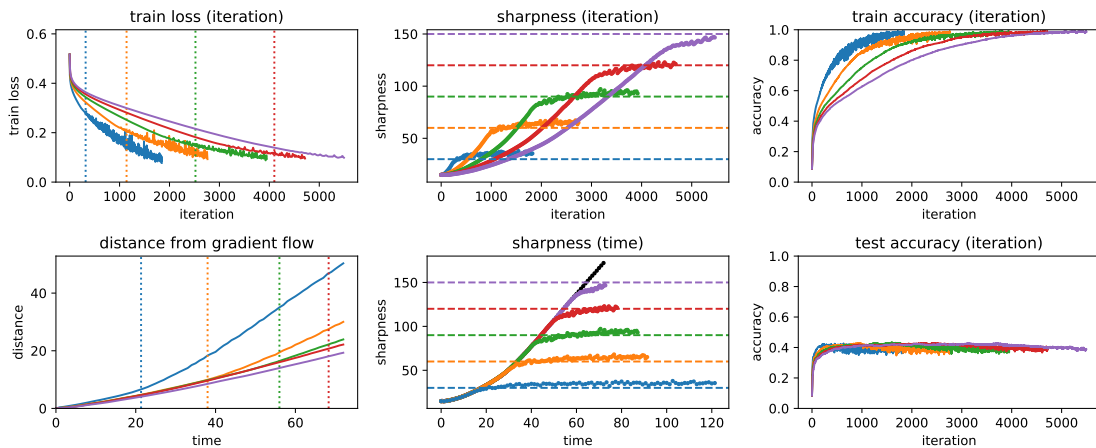 train loss (iteration)
0.6
0.4
0.2
0.0
train loss
0 1000 2000 3000 4000 5000
iteration
sharpness (iteration)
150
100
50
sharpness
0 1000 2000 3000 4000 5000
iteration
train accuracy (iteration)
1.0
0.8
0.6
0.4
0.2
0.0
accuracy
0 1000 2000 3000 4000 5000
iteration
distance from gradient flow
40
20
0
distance
0 20 40 60
time
sharpness (time)
150
100
50
sharpness
0 20 40 60 80 100 120
time
test accuracy (iteration)
1.0
0.8
0.6
0.4
0.2
0.0
accuracy
0 1000 2000 3000 4000 5000
iteration